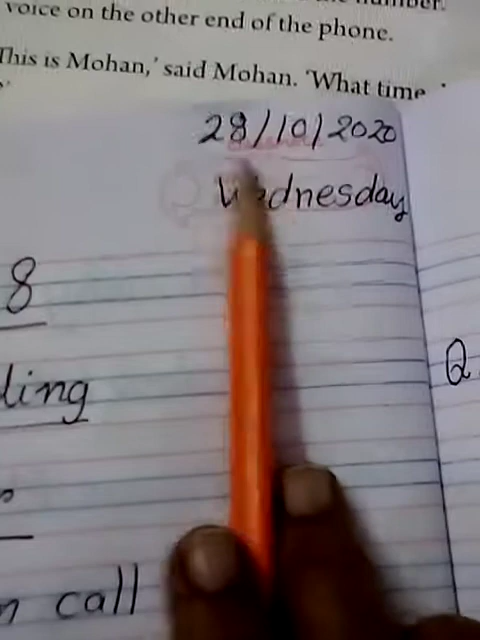 voice on the other end of the phone.
This is Mohan,' said Mohan. 'What time
28/10/2020
Wednesday
8
ling
Q.
call